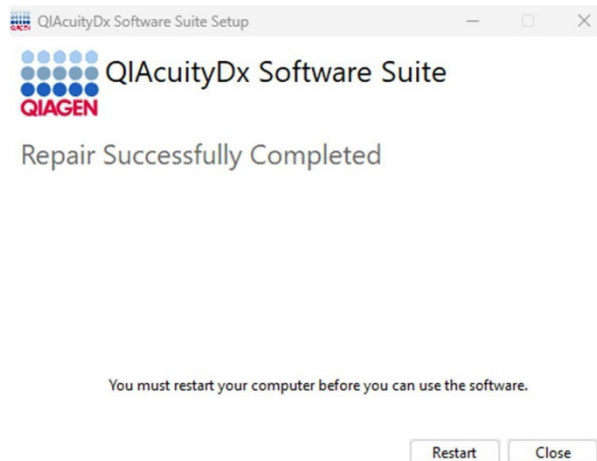 QIAcuityDx Software Suite Setup
QIAcuityDx Software Suite
QIAGEN
Repair Successfully Completed
You must restart your computer before you can use the software.
Restart Close